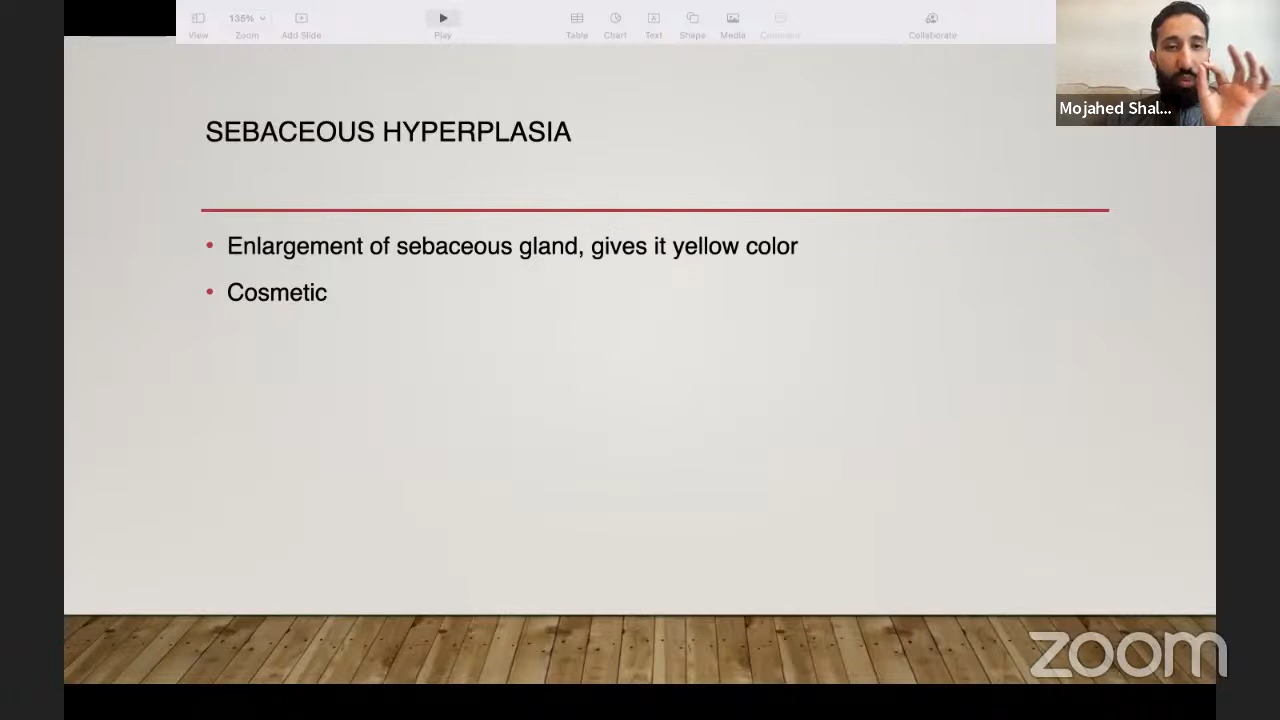 135%
View
Zoom
Add Slide
Play
Table
Chart
Text
Shape
Media
Comment
Collaborate
Mojahed Shal...
SEBACEOUS HYPERPLASIA
• Enlargement of sebaceous gland, gives it yellow color
• Cosmetic
zoom